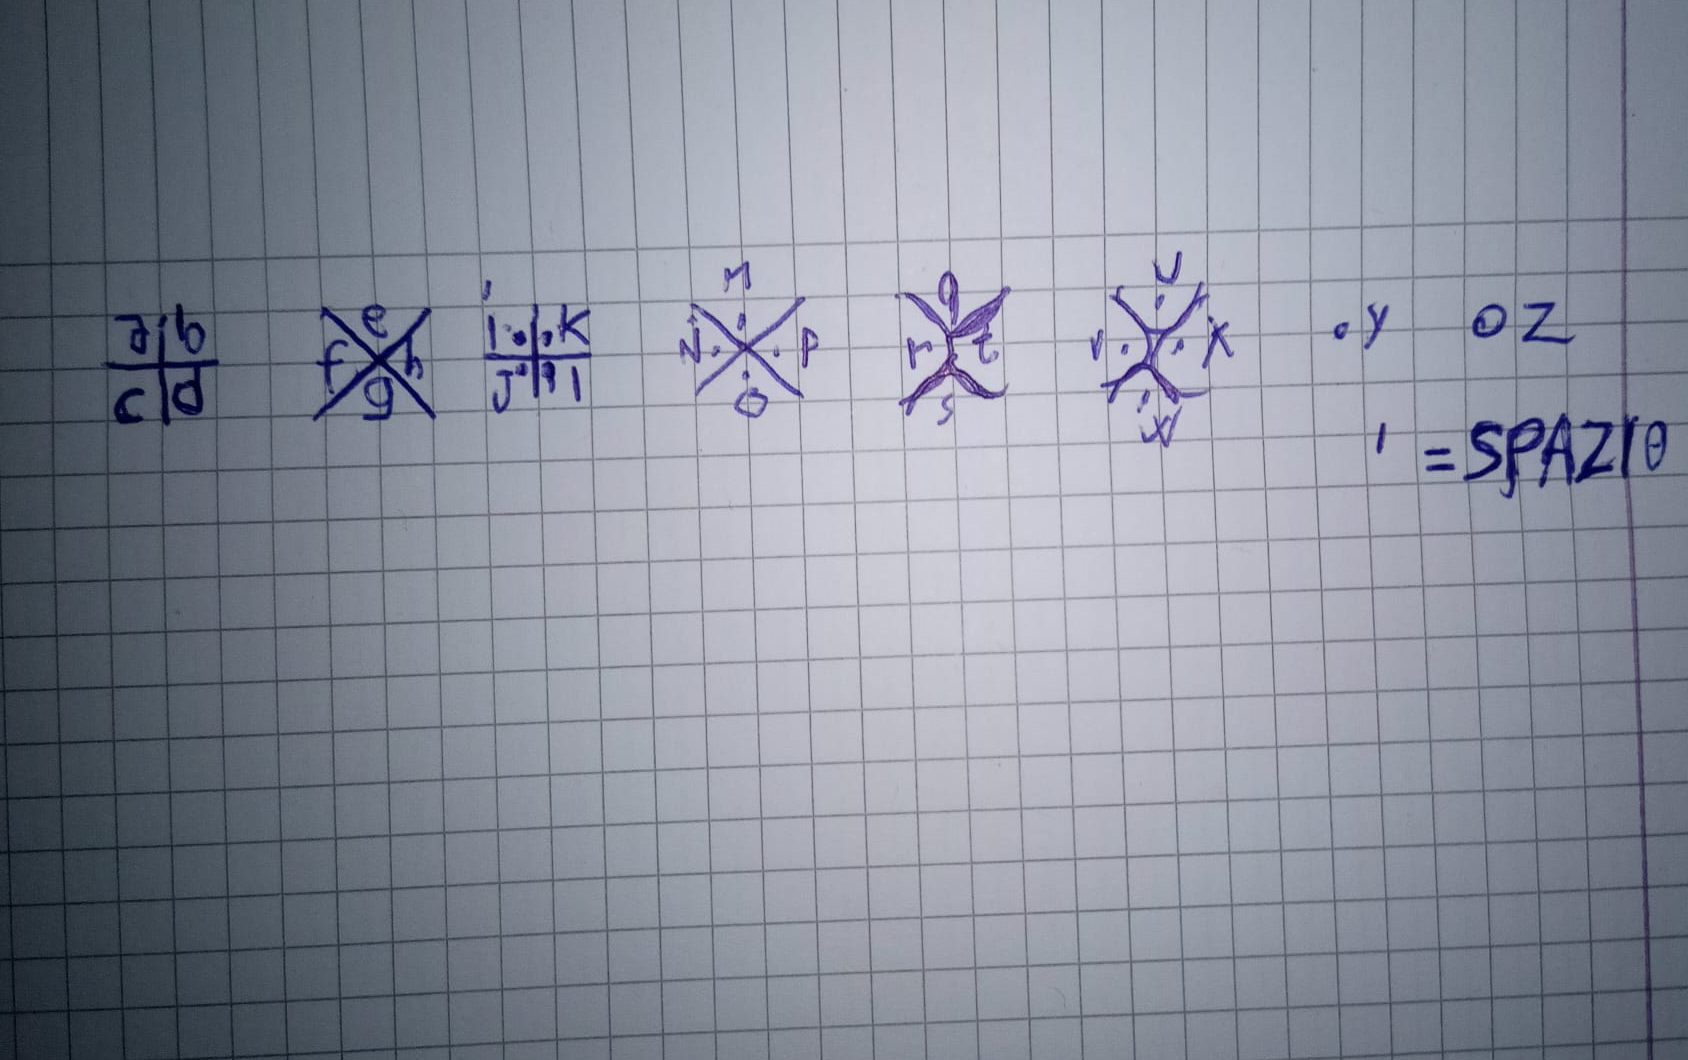 a b e ' i K M q U . Y O Z
f h N P r t V X
c d g J l O s W
' = SPAZIO